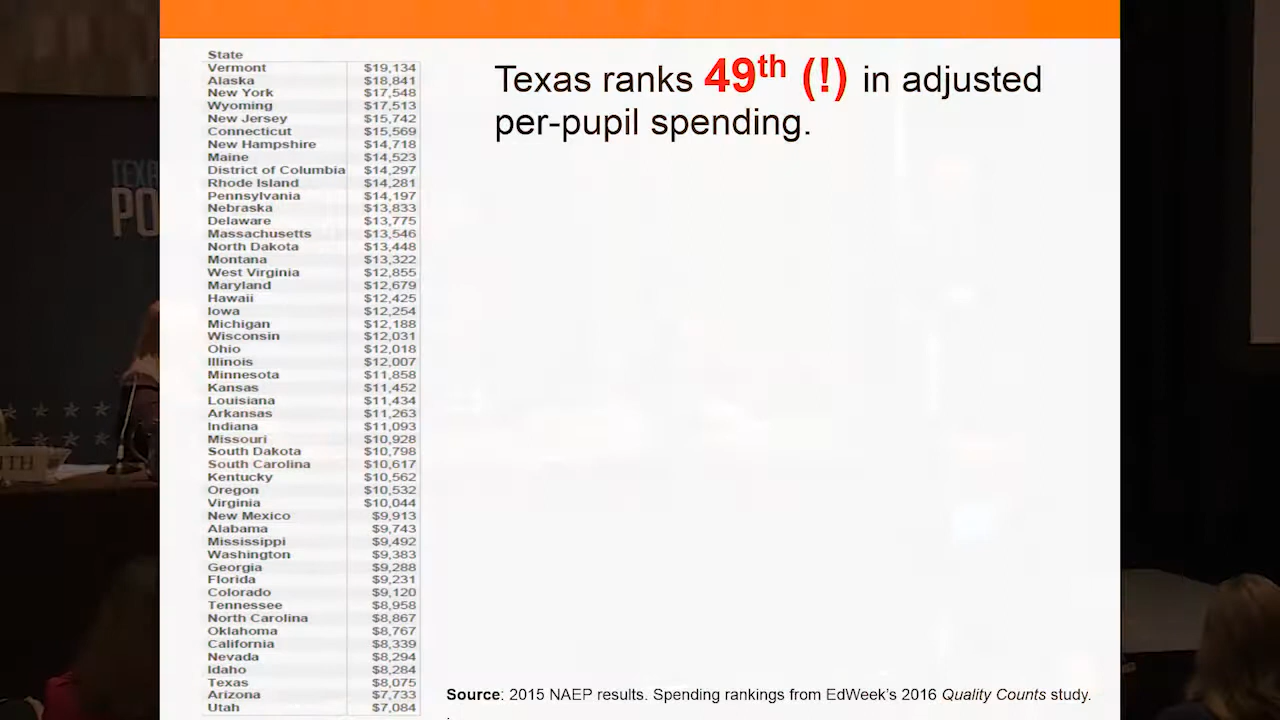 Texas ranks 49th (!) in adjusted
per-pupil spending.
State
Vermont $19,134
Alaska $18,841
New York $17,548
Wyoming $17,513
New Jersey $15,742
Connecticut $15,569
New Hampshire $14,718
Maine $14,523
District of Columbia $14,297
Rhode Island $14,281
Pennsylvania $14,197
Nebraska $13,833
Delaware $13,775
Massachusetts $13,546
North Dakota $13,448
Montana $13,322
West Virginia $12,855
Maryland $12,679
Hawaii $12,425
Iowa $12,254
Michigan $12,188
Wisconsin $12,031
Ohio $12,018
Illinois $12,007
Minnesota $11,858
Kansas $11,452
Louisiana $11,434
Arkansas $11,263
Indiana $11,093
Missouri $10,928
South Dakota $10,798
South Carolina $10,617
Kentucky $10,562
Oregon $10,532
Virginia $10,044
New Mexico $9,913
Alabama $9,743
Mississippi $9,492
Washington $9,383
Georgia $9,288
Florida $9,231
Colorado $9,120
Tennessee $8,958
North Carolina $8,867
Oklahoma $8,767
California $8,339
Nevada $8,294
Idaho $8,284
Texas $8,075
Arizona $7,733
Utah $7,084
Source: 2015 NAEP results. Spending rankings from EdWeek's 2016 Quality Counts study.
.